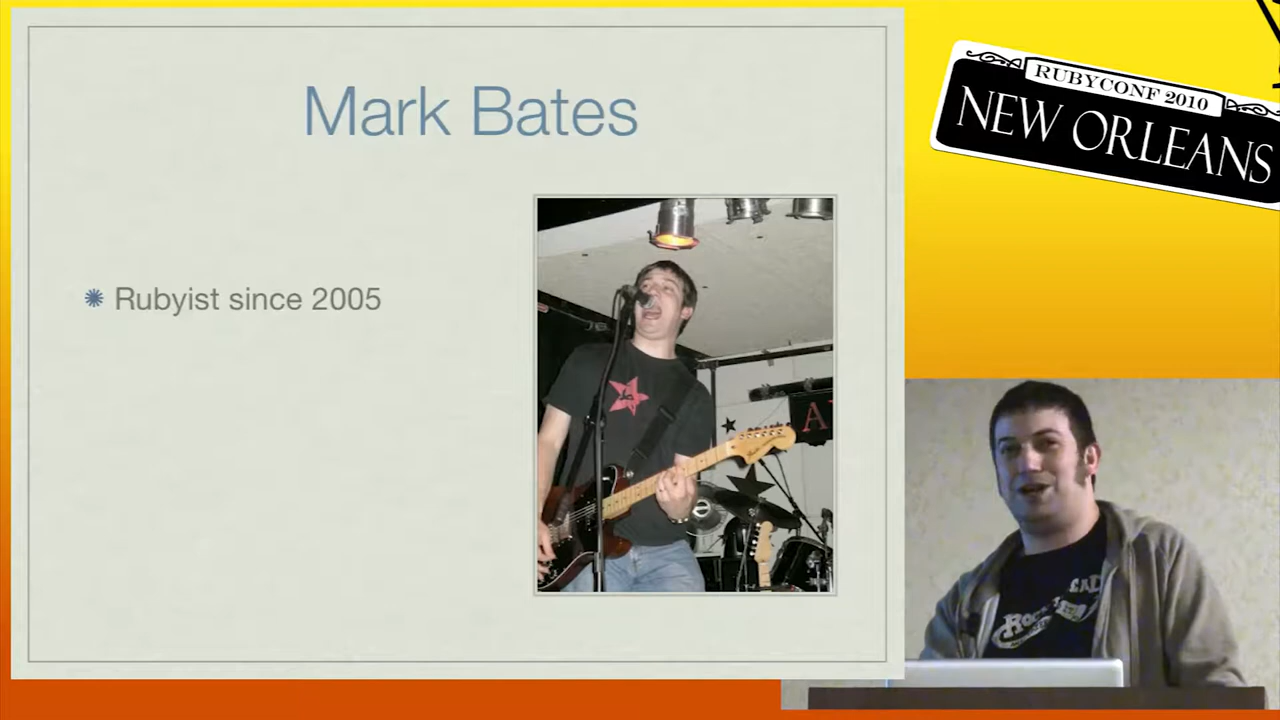 Mark Bates
Rubyist since 2005
RUBYCONF 2010
NEW ORLEANS
A